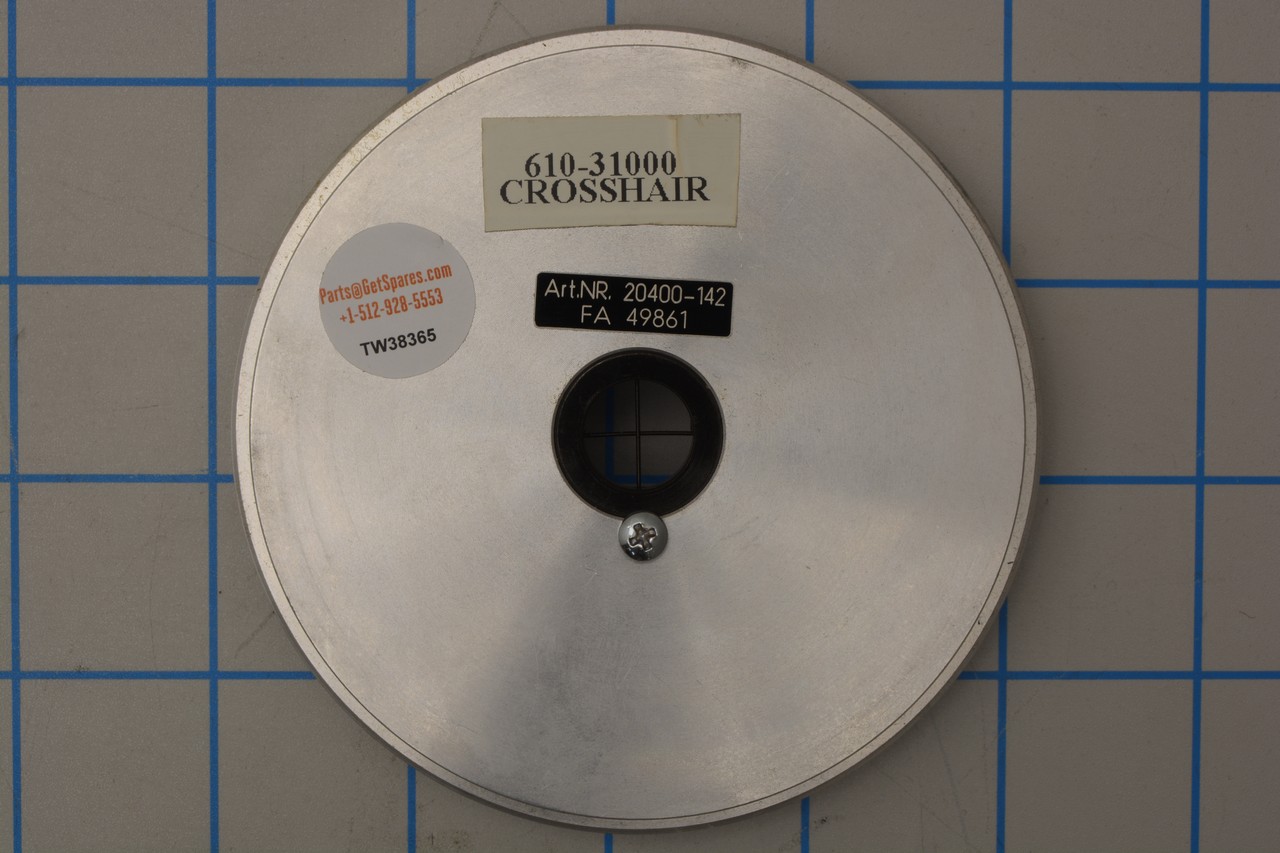 610-31000
CROSSHAIR
Parts@GetSpares.com
+1-512-928-5553
TW38365
Art.NR. 20400-142
FA 49861